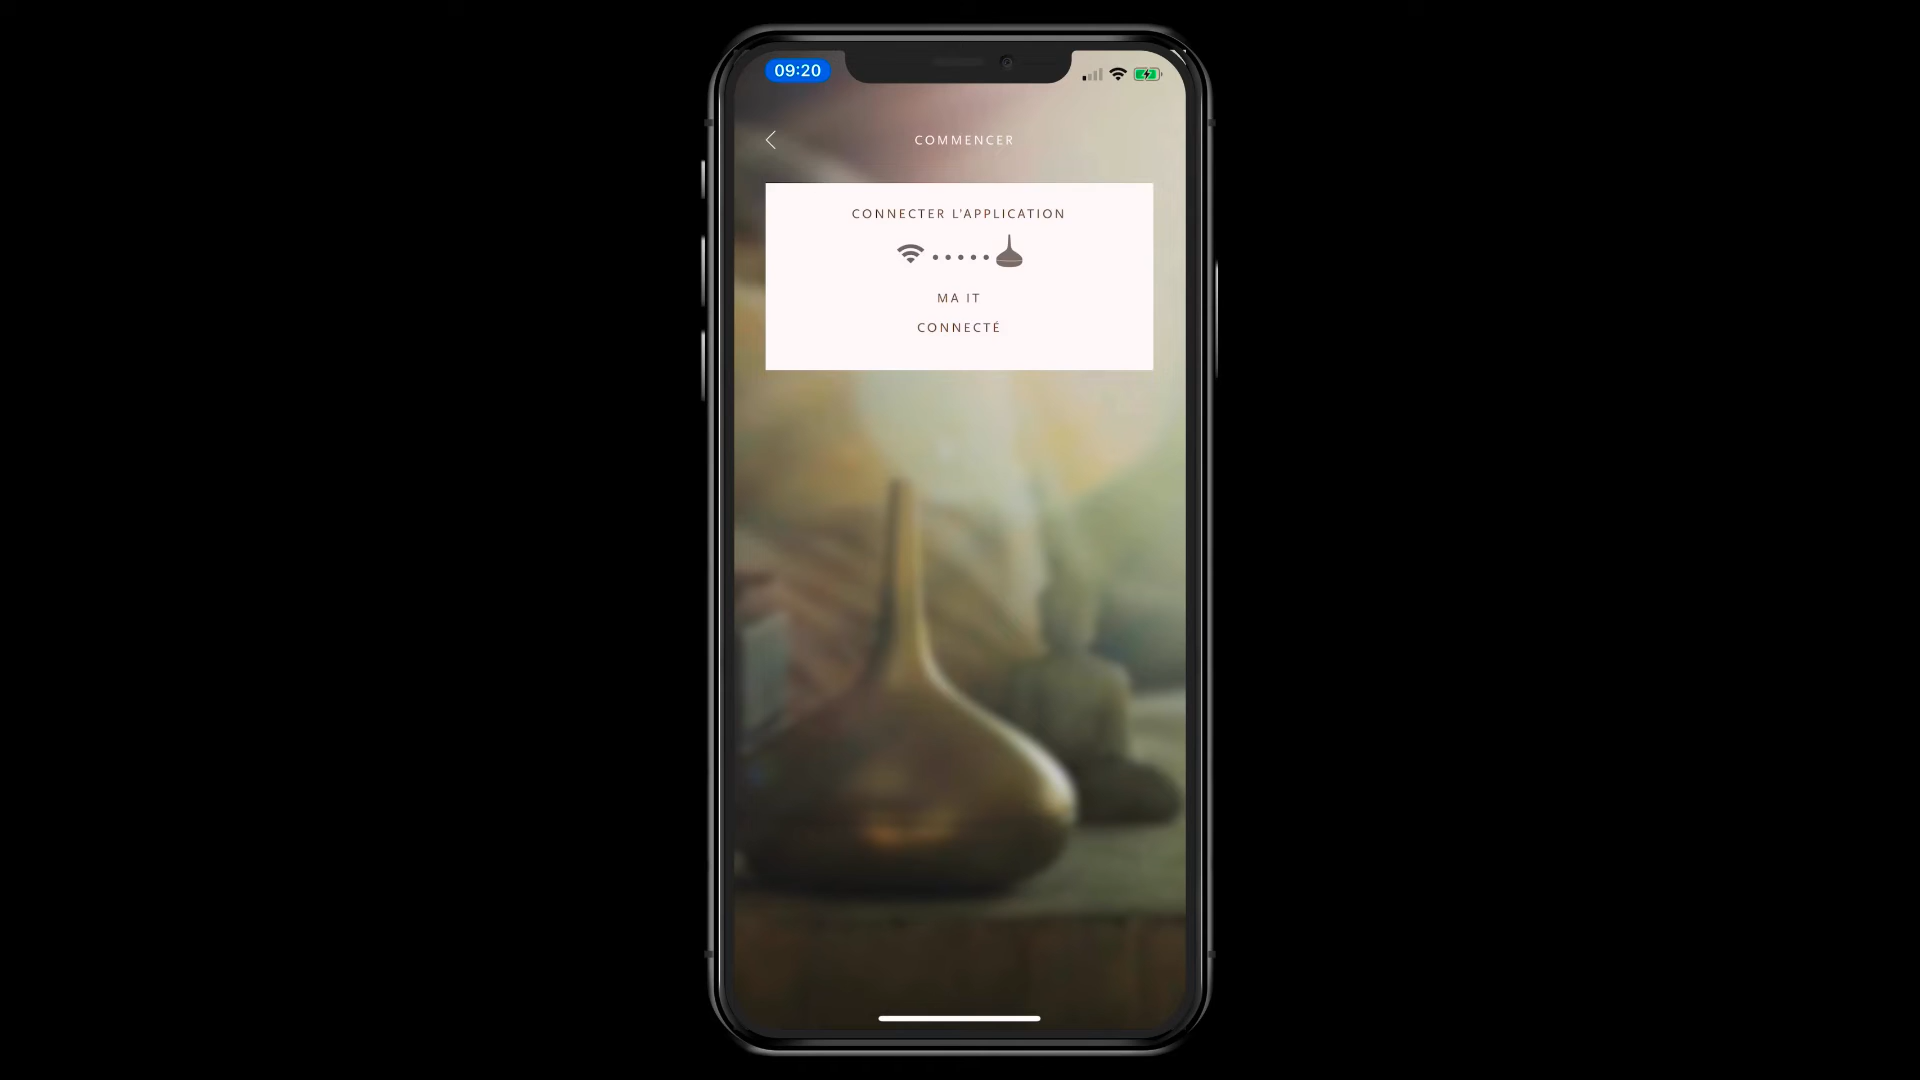 09:20
COMMENCER
CONNECTER L'APPLICATION
MA IT
CONNECTÉ